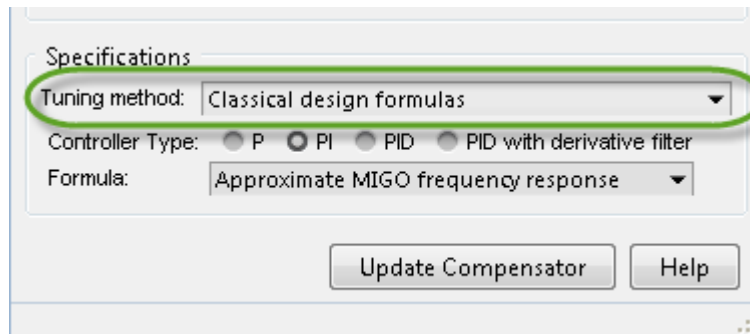 Specifications
Tuning method: Classical design formulas
Controller Type: P PI PID PID with derivative filter
Formula: Approximate MIGO frequency response
Update Compensator Help